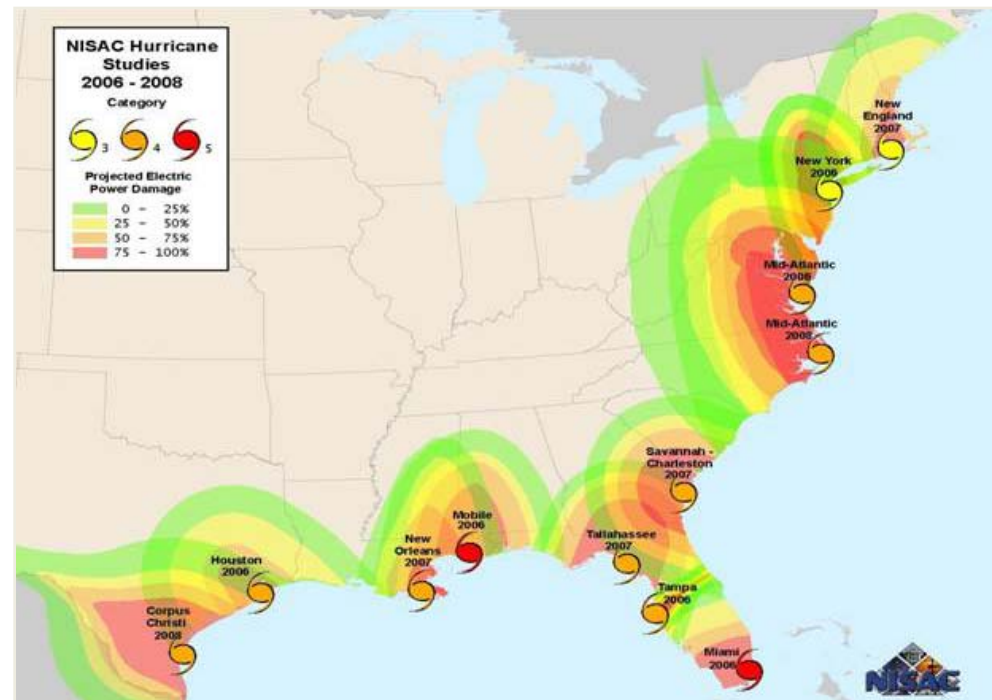 NISAC Hurricane
Studies
2006 - 2008
Category
3 4 5
Projected Electric
Power Damage
0 - 25%
25 - 50%
50 - 75%
75 - 100%
New
England
2007
New York
2006
Mid-Atlantic
2006
Mid-Atlantic
2008
Savannah -
Charleston
2007
Mobile
2006
New
Orleans
2007
Tallahassee
2007
Houston
2006
Tampa
2006
Corpus
Christi
2008
Miami
2006
NISAC